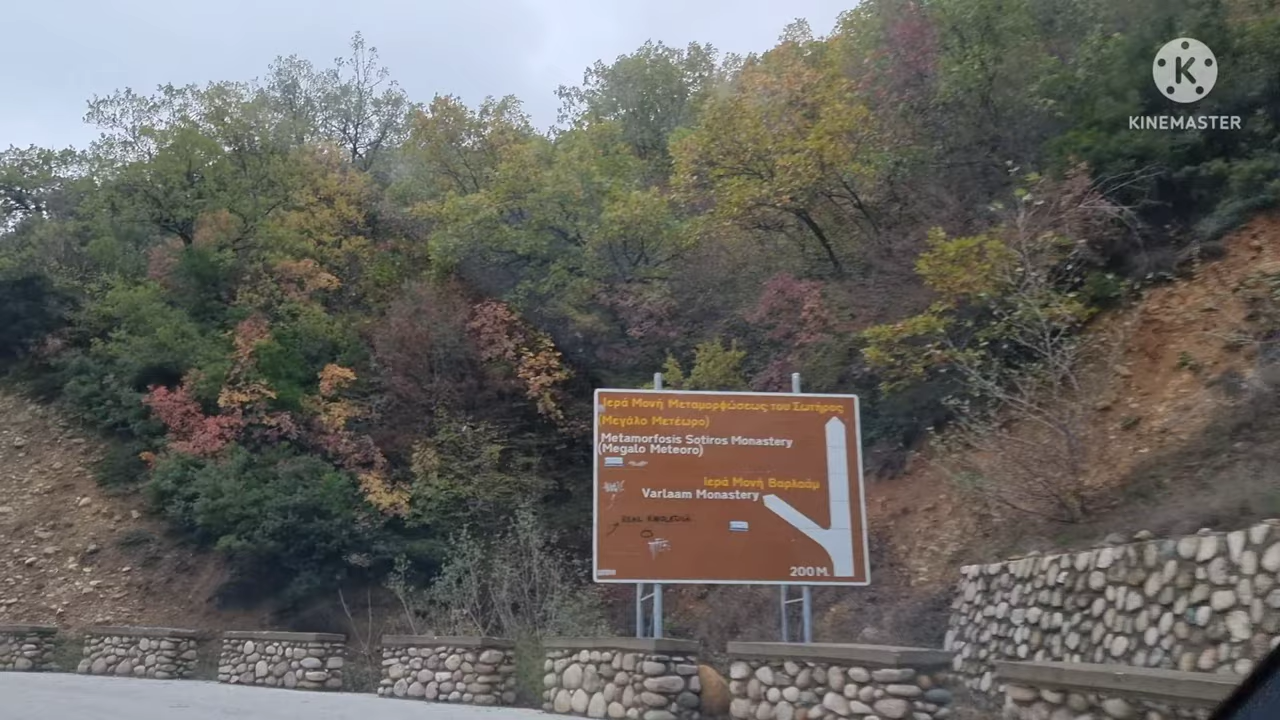 KINEMASTER
Ιερά Μονή Μεταμορφώσεως του Σωτήρος
(Μεγάλο Μετέωρο)
Metamorfosis Sotiros Monastery
(Megalo Meteoro)
Ιερά Μονή Βαρλαάμ
Varlaam Monastery
200 M.